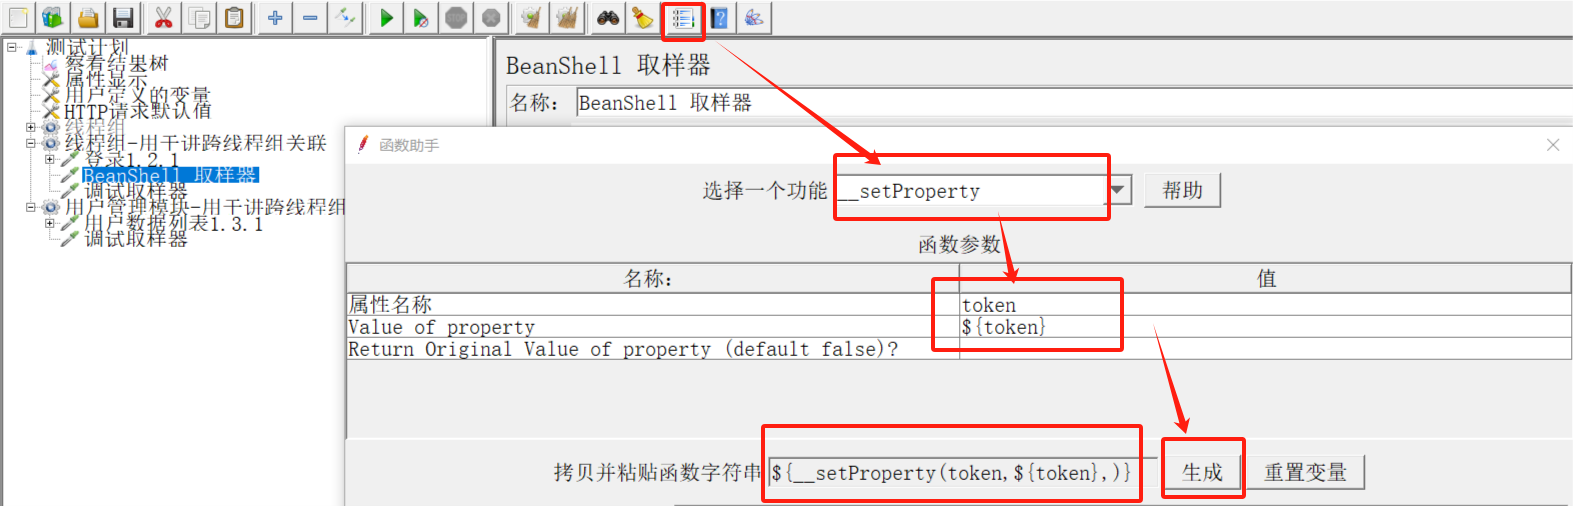 测试计划
察看结果树
属性显示
用户定义的变量
HTTP请求默认值
线程组
线程组-用于讲跨线程组关联
登录1.2.1
BeanShell 取样器
调试取样器
用户管理模块-用于讲跨线程组
用户数据列表1.3.1
调试取样器
BeanShell 取样器
名称: BeanShell 取样器
函数助手
选择一个功能 __setProperty 帮助
函数参数
名称: 值
属性名称 token
Value of property ${token}
Return Original Value of property (default false)?
拷贝并粘贴函数字符串 ${__setProperty(token,${token},)} 生成 重置变量